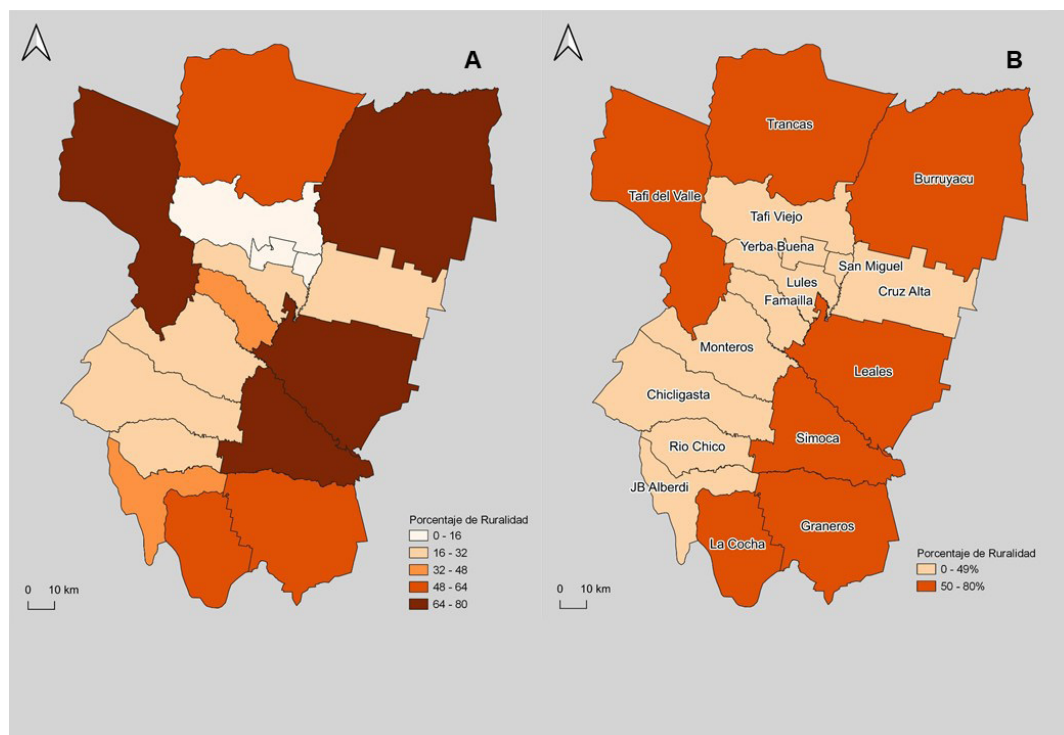 A
Porcentaje de Ruralidad
0 - 16
16 - 32
32 - 48
48 - 64
64 - 80
0 10 km
B
Trancas
Burruyacu
Tafi del Valle
Tafi Viejo
Yerba Buena
San Miguel
Lules
Cruz Alta
Famailla
Monteros
Leales
Chicligasta
Simoca
Rio Chico
JB Alberdi
Graneros
La Cocha
Porcentaje de Ruralidad
0 - 49%
50 - 80%
0 10 km